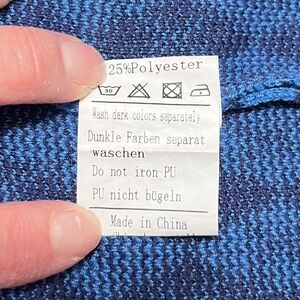 25%Polyester
30
Wash dark colors separately
Dunkle Farben separat
waschen
Do not iron PU
PU nicht bügeln
Made in China